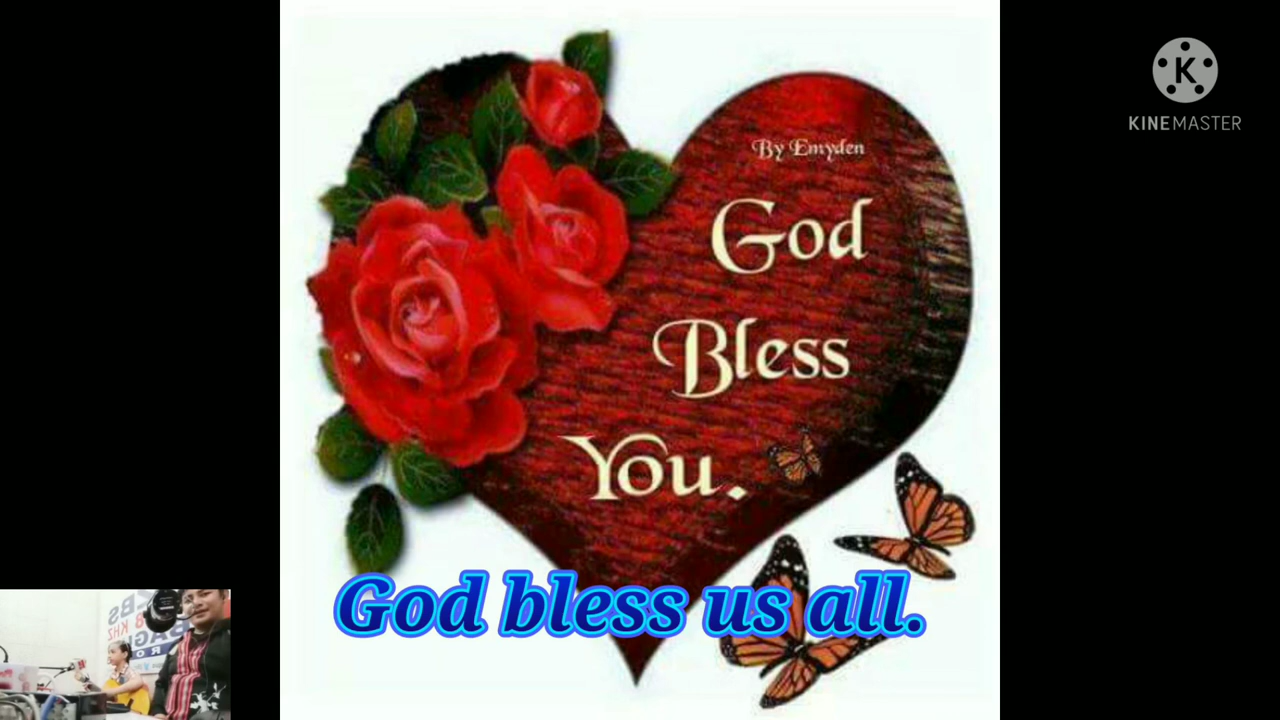 KINEMASTER
By Emyden
God
Bless
You.
God bless us all.